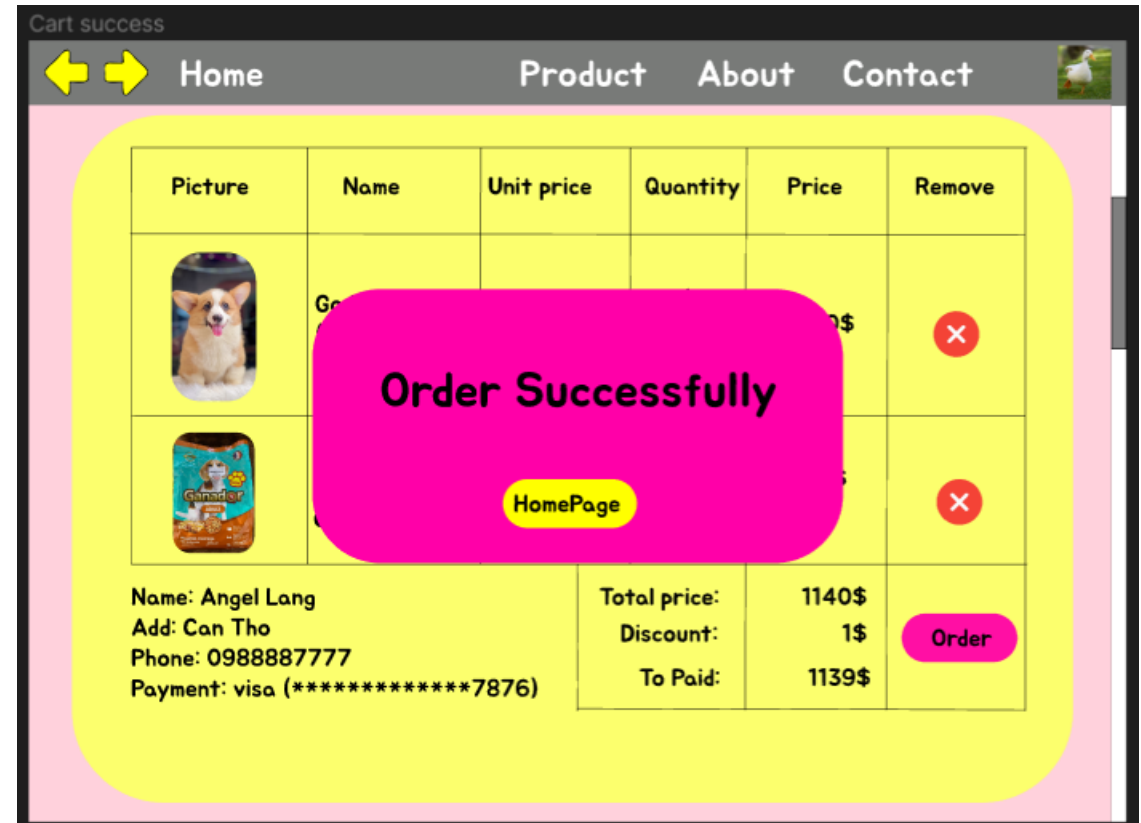 Cart success
Home Product About Contact
Picture Name Unit price Quantity Price Remove
Order Successfully
HomePage
Ganador
Name: Angel Lang
Add: Can Tho
Phone: 0988887777
Payment: visa (*************7876)
Total price: 1140$
Discount: 1$
To Paid: 1139$
Order